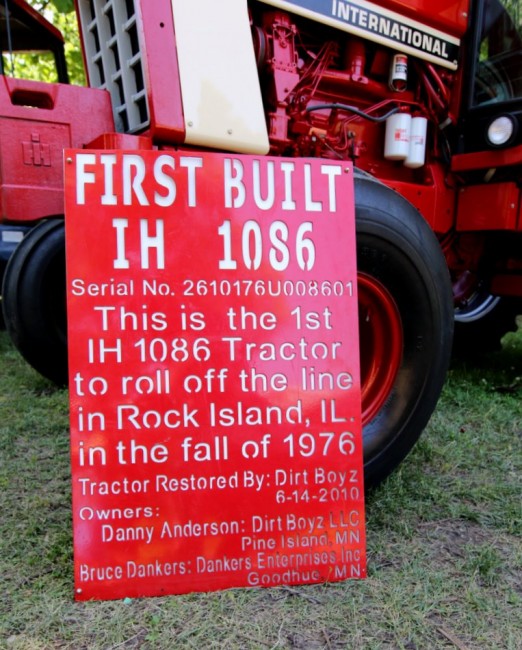 INTERNATIONAL
FIRST BUILT
IH 1086
Serial No. 2610176U008601
This is the 1st
IH 1086 Tractor
to roll off the line
in Rock Island, IL.
in the fall of 1976
Tractor Restored By: Dirt Boyz
6-14-2010
Owners:
Danny Anderson: Dirt Boyz LLC
Pine Island, MN
Bruce Dankers: Dankers Enterprises Inc
Goodhue, MN